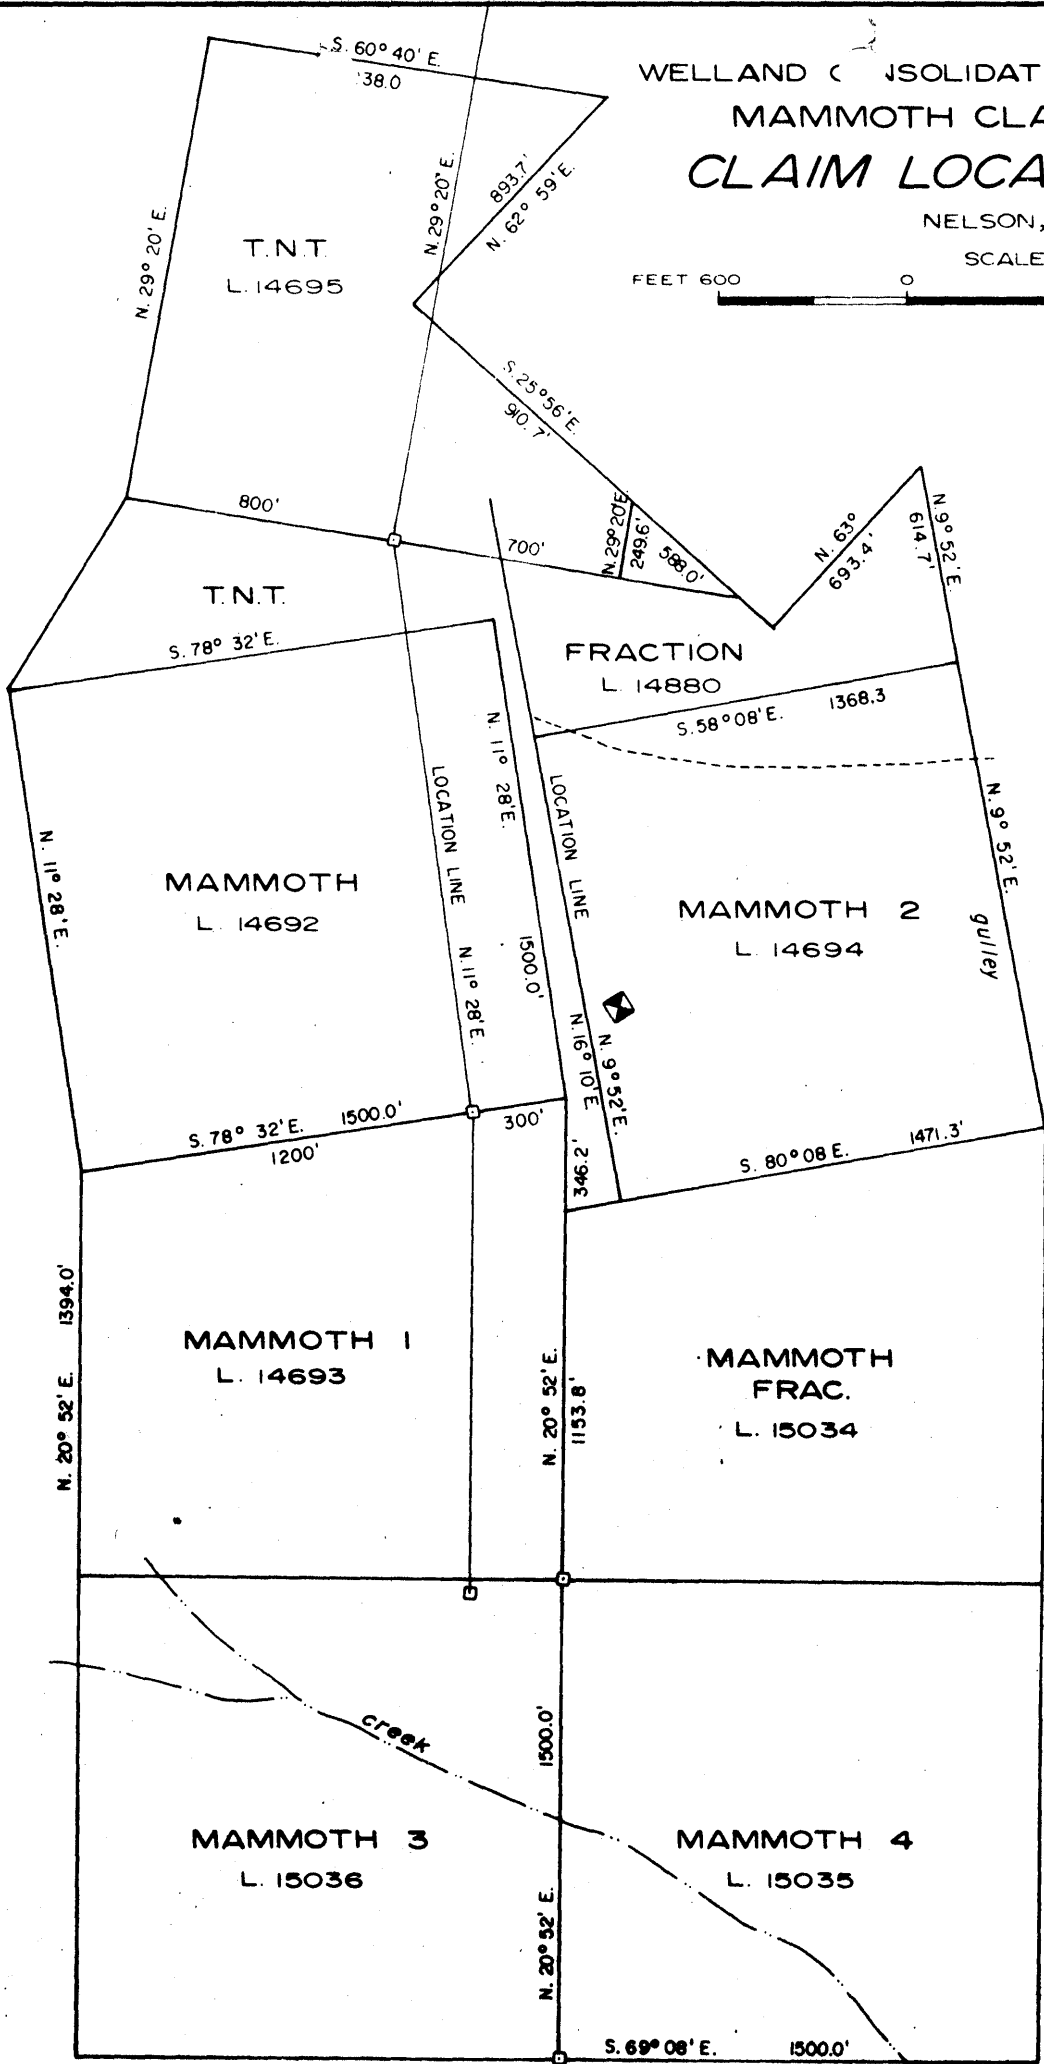 WELLAND
MAMMOTH
CLAIM
NELSON,
SCALE
FEET 600 0
S. 60° 40' E.
38.0
N. 29° 20' E.
N. 29° 20' E.
893.7'
N. 62° 59' E.
T.N.T.
L. 14695
S. 25° 56' E.
910.7'
800'
700'
N. 29° 20' E.
249.6'
588.0'
N. 63°
693.4'
N. 9° 52' E.
614.7'
T.N.T.
S. 78° 32' E.
FRACTION
L. 14880
1368.3
S. 58° 08' E.
N. 11° 28' E.
LOCATION LINE
N. 11° 28' E.
N. 11° 28' E.
1500.0'
LOCATION LINE
MAMMOTH
L. 14692
MAMMOTH 2
L. 14694
N. 9° 52' E.
gulley
N. 16° 10' E.
N. 9° 52' E.
S. 78° 32' E. 1500.0'
1200'
300'
346.2'
S. 80° 08 E. 1471.3'
N. 20° 52' E. 1394.0'
MAMMOTH 1
L. 14693
N. 20° 52' E.
1153.8'
MAMMOTH
FRAC.
L. 15034
creek
1500.0'
MAMMOTH 3
L. 15036
MAMMOTH 4
L. 15035
N. 20° 52' E.
S. 69° 08' E. 1500.0'